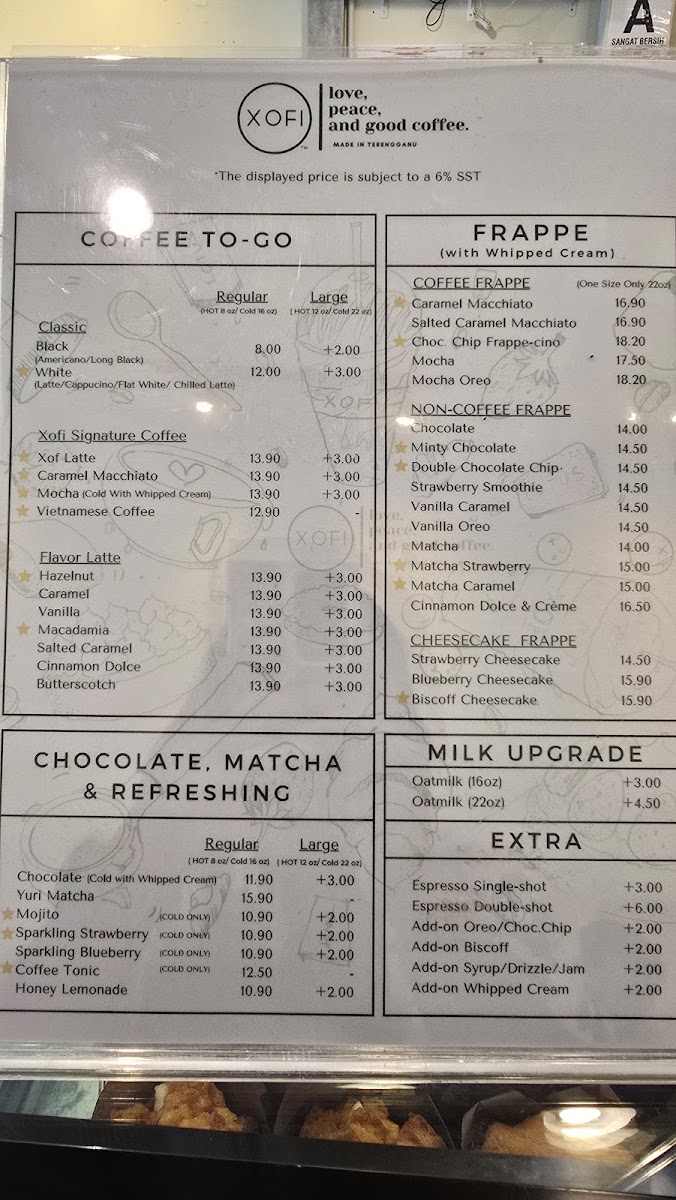 A
SANGAT BERSIH
XOFI
TM
love,
peace,
and good coffee.
MADE IN TERENGGANU
*The displayed price is subject to a 6% SST
COFFEE TO-GO
Regular Large
(HOT 8 oz/ Cold 16 oz) ( HOT 12 oz/Cold 22 oz)
Classic
Black 8.00 +2.00
(Americano/Long Black)
White 12.00 +3.00
(Latte/Cappucino/Flat White/ Chilled Latte)
Xofi Signature Coffee
Xof Latte 13.90 +3.00
Caramel Macchiato 13.90 +3.00
Mocha (Cold With Whipped Cream) 13.90 +3.00
Vietnamese Coffee 12.90 -
Flavor Latte
Hazelnut 13.90 +3.00
Caramel 13.90 +3.00
Vanilla 13.90 +3.00
Macadamia 13.90 +3.00
Salted Caramel 13.90 +3.00
Cinnamon Dolce 13.90 +3.00
Butterscotch 13.90 +3.00
FRAPPE
(with Whipped Cream)
COFFEE FRAPPE (One Size Only 22oz)
Caramel Macchiato 16.90
Salted Caramel Macchiato 16.90
Choc. Chip Frappe-cino 18.20
Mocha 17.50
Mocha Oreo 18.20
NON-COFFEE FRAPPE
Chocolate 14.00
Minty Chocolate 14.50
Double Chocolate Chip 14.50
Strawberry Smoothie 14.50
Vanilla Caramel 14.50
Vanilla Oreo 14.50
Matcha 14.00
Matcha Strawberry 15.00
Matcha Caramel 15.00
Cinnamon Dolce & Crème 16.50
CHEESECAKE FRAPPE
Strawberry Cheesecake 14.50
Blueberry Cheesecake 15.90
Biscoff Cheesecake 15.90
XOFI
love,
peace,
and good coffee.
CHOCOLATE, MATCHA
& REFRESHING
Regular Large
( HOT 8 oz/ Cold 16 oz) ( HOT 12 oz/ Cold 22 oz)
Chocolate (Cold with Whipped Cream) 11.90 +3.00
Yuri Matcha 15.90 -
Mojito (COLD ONLY) 10.90 +2.00
Sparkling Strawberry (COLD ONLY) 10.90 +2.00
Sparkling Blueberry (COLD ONLY) 10.90 +2.00
Coffee Tonic (COLD ONLY) 12.50 -
Honey Lemonade 10.90 +2.00
MILK UPGRADE
Oatmilk (16oz) +3.00
Oatmilk (22oz) +4.50
EXTRA
Espresso Single-shot +3.00
Espresso Double-shot +6.00
Add-on Oreo/Choc.Chip +2.00
Add-on Biscoff +2.00
Add-on Syrup/Drizzle/Jam +2.00
Add-on Whipped Cream +2.00